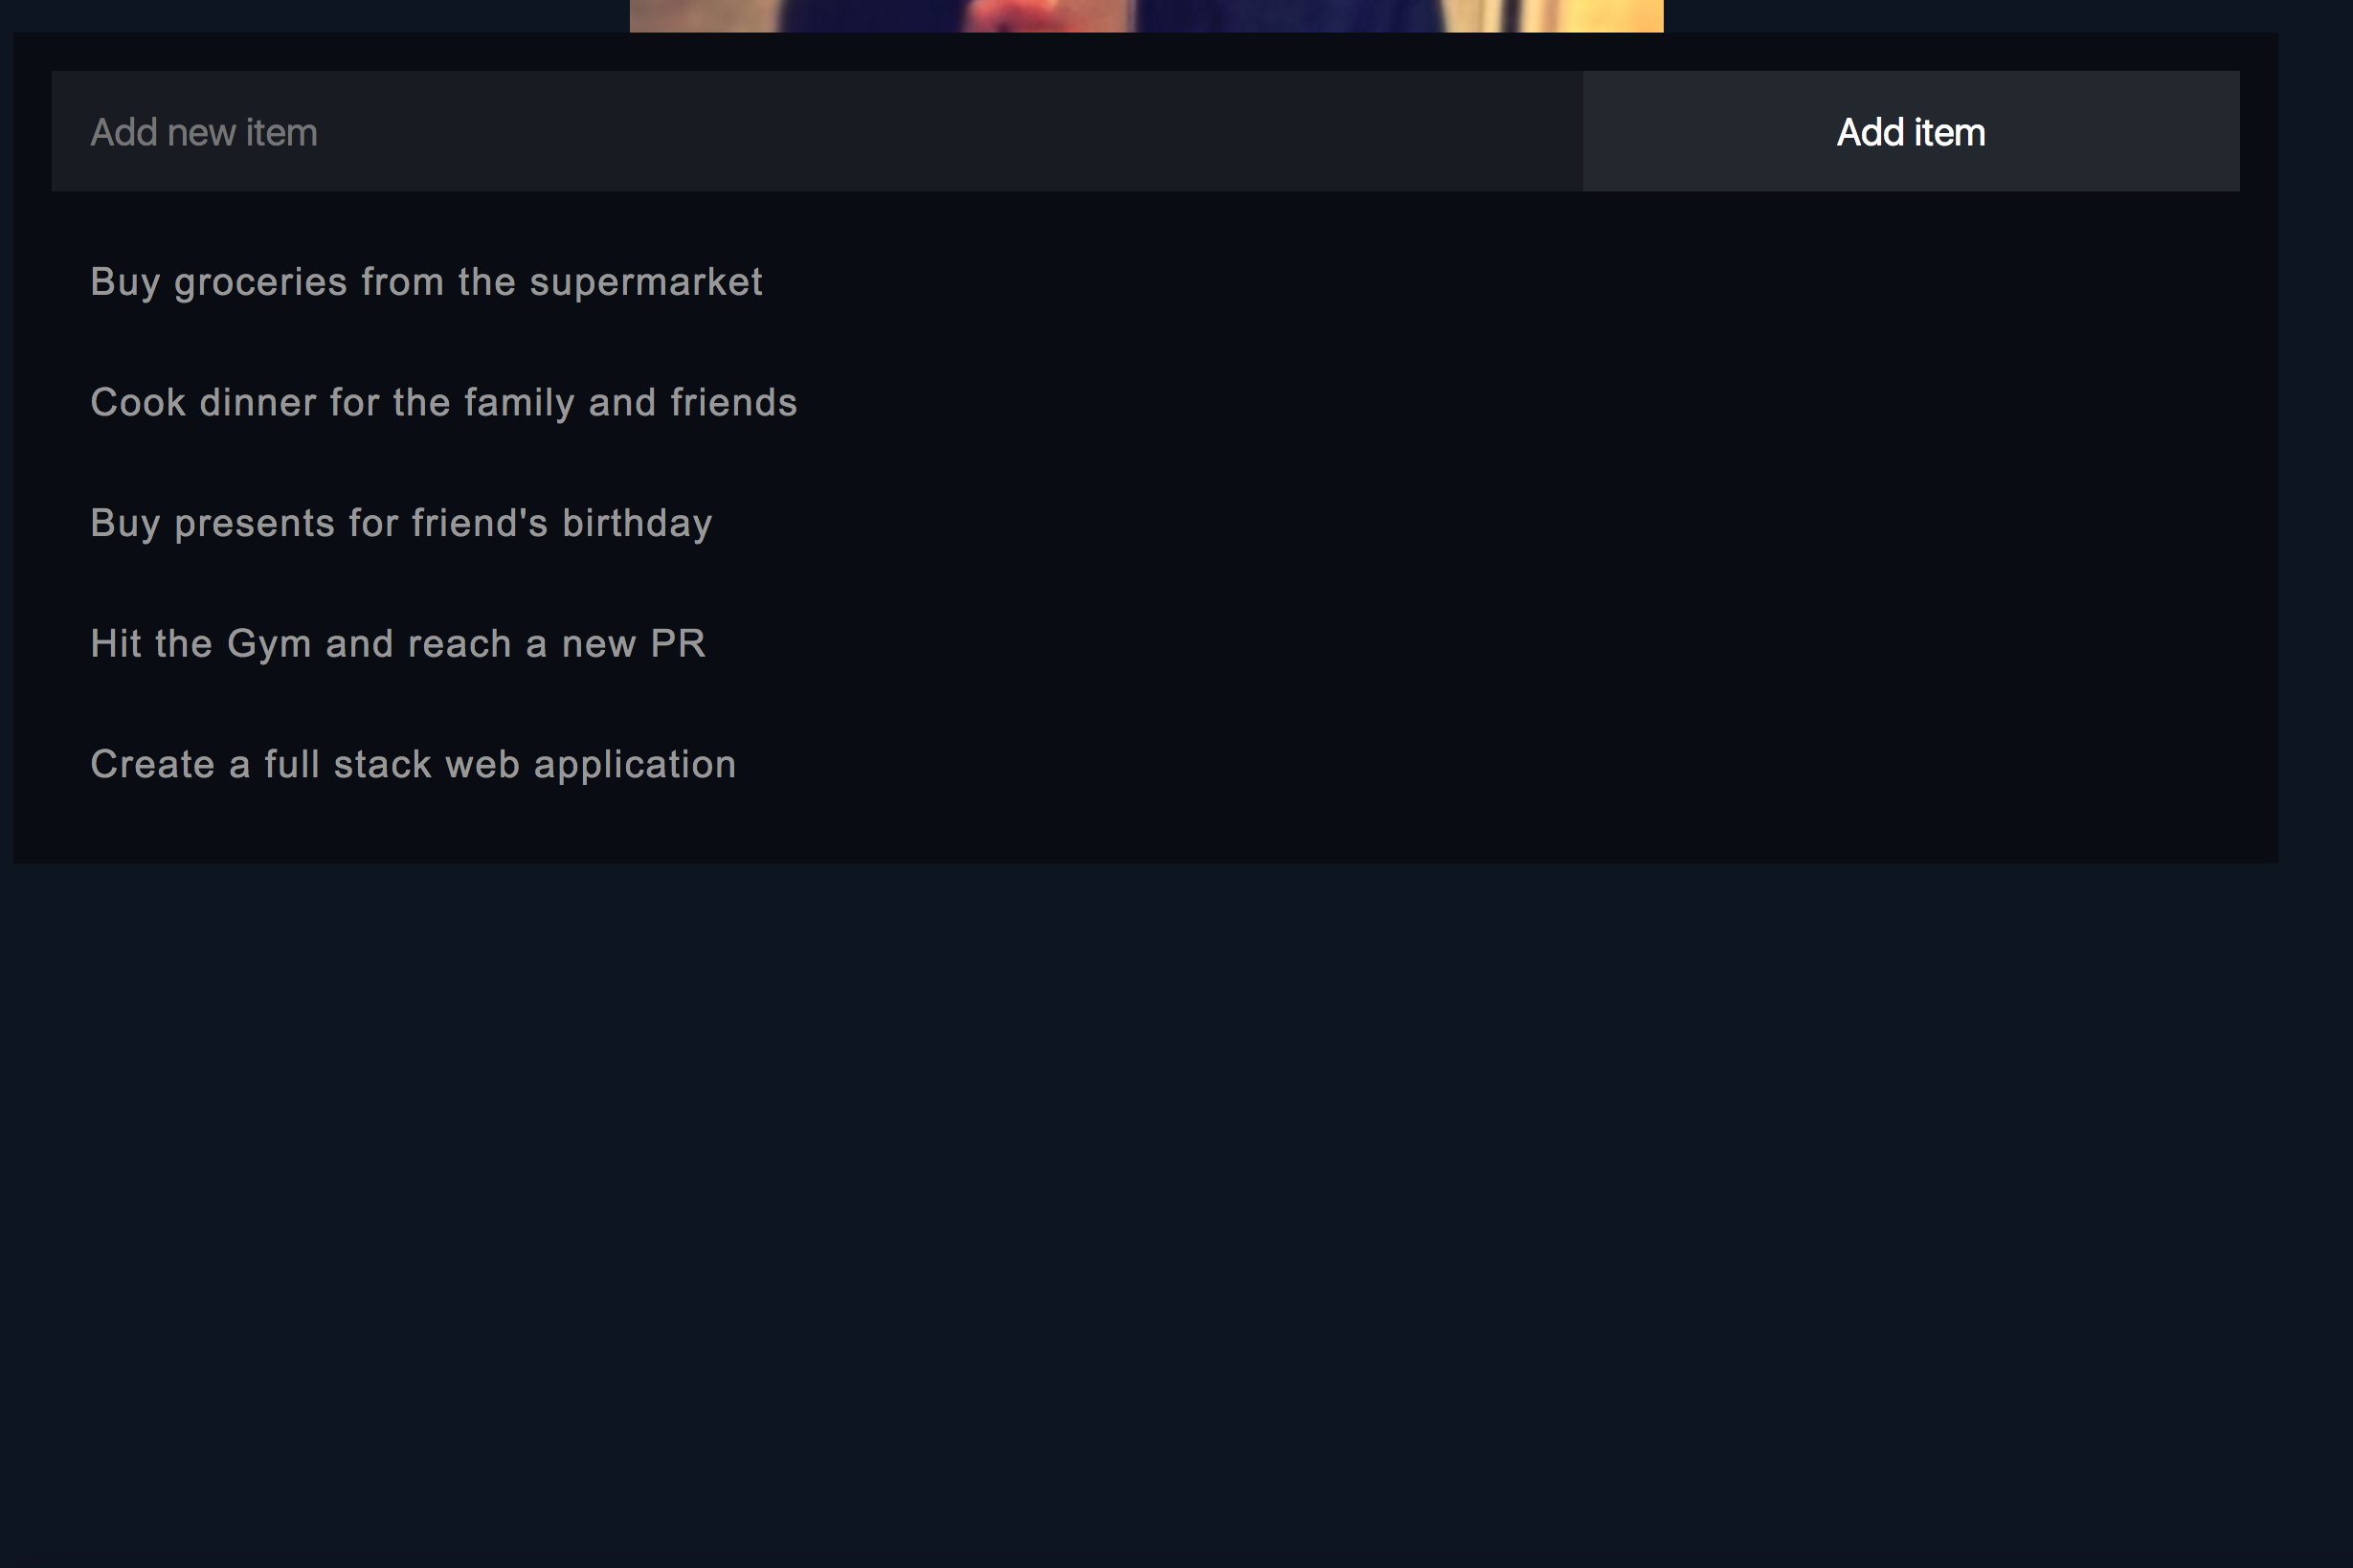 Add new item
Add item
Buy groceries from the supermarket
Cook dinner for the family and friends
Buy presents for friend's birthday
Hit the Gym and reach a new PR
Create a full stack web application